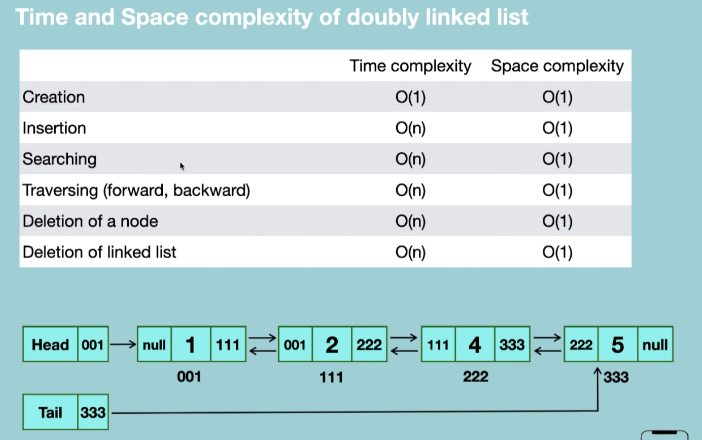 Time and Space complexity of doubly linked list
Time complexity Space complexity
Creation O(1) O(1)
Insertion O(n) O(1)
Searching O(n) O(1)
Traversing (forward, backward) O(n) O(1)
Deletion of a node O(n) O(1)
Deletion of linked list O(n) O(1)
Head 001 null 1 111 001 2 222 111 4 333 222 5 null
001 111 222 333
Tail 333